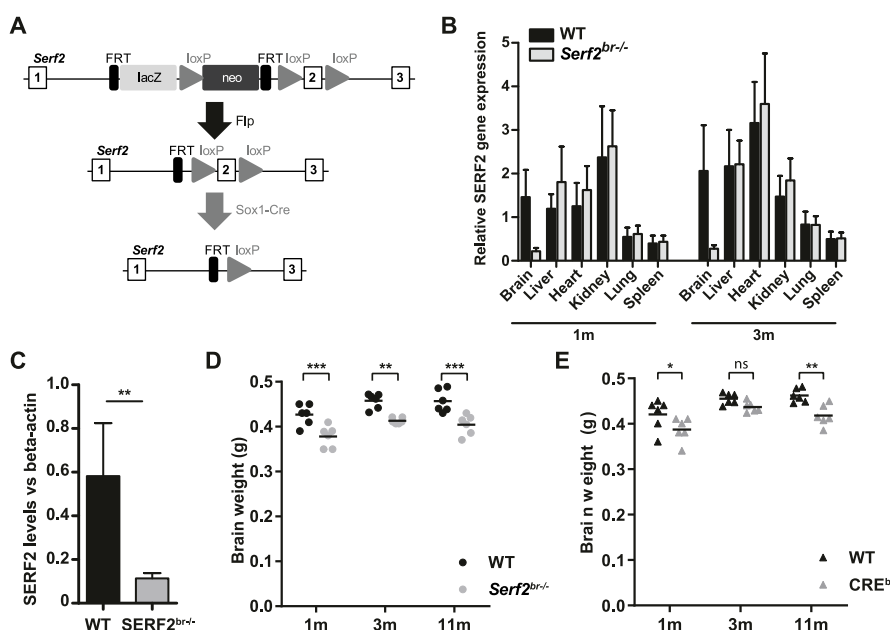 A
Serf2
FRT
loxP
FRT
loxP
loxP
1
lacZ
neo
2
3
Flp
Serf2
FRT
loxP
loxP
1
2
3
Sox1-Cre
Serf2
FRT
loxP
1
3
B
WT
Serf2br-/-
Relative SERF2 gene expression
5
4
3
2
1
0
Brain
Liver
Heart
Kidney
Lung
Spleen
Brain
Liver
Heart
Kidney
Lung
Spleen
1m
3m
C
SERF2 levels vs beta-actin
1.0
0.8
0.6
0.4
0.2
0
**
WT
SERF2br-/-
D
Brain weight (g)
0.5
0.4
0.3
0.2
0.1
0.0
***
**
***
WT
Serf2br-/-
1m
3m
11m
E
Brai n w eight (g)
0.5
0.4
0.3
0.2
0.1
0.0
*
ns
**
WT
CREb
1m
3m
11m